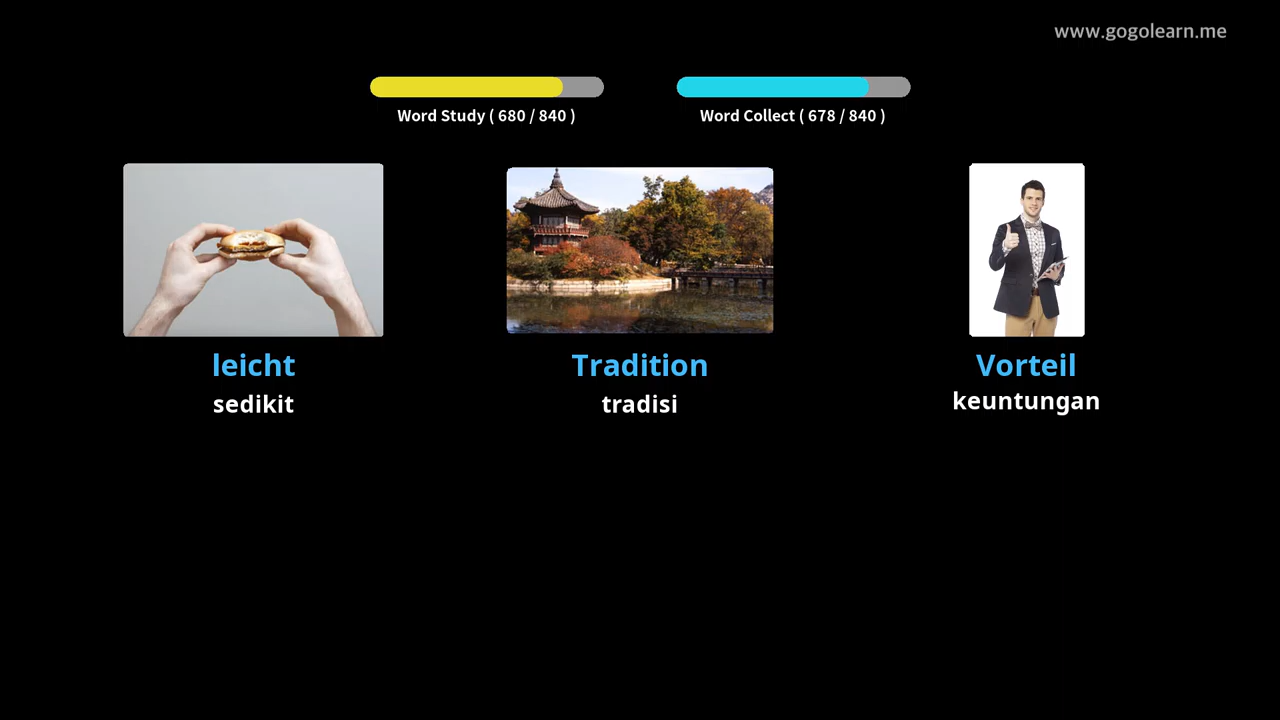 www.gogolearn.me
Word Study ( 680 / 840 )
Word Collect ( 678 / 840 )
leicht
sedikit
Tradition
tradisi
Vorteil
keuntungan